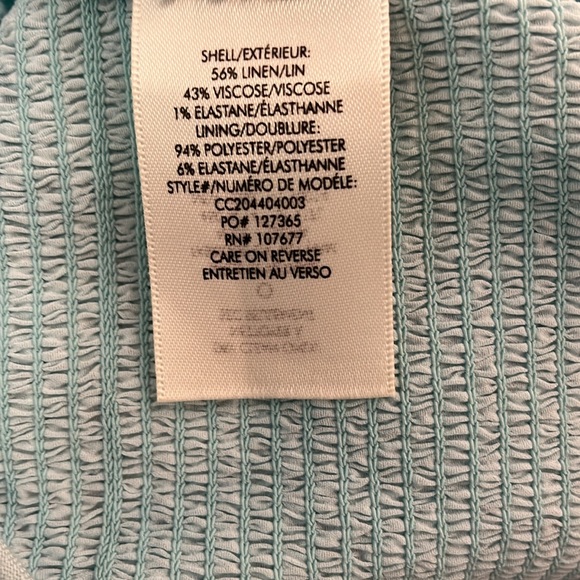 SHELL/EXTÉRIEUR:
56% LINEN/LIN
43% VISCOSE/VISCOSE
1% ELASTANE/ÉLASTHANNE
LINING/DOUBLURE:
94% POLYESTER/POLYESTER
6% ELASTANE/ÉLASTHANNE
STYLE#/NUMÉRO DE MODÈLE:
CC204404003
PO# 127365
RN# 107677
CARE ON REVERSE
ENTRETIEN AU VERSO